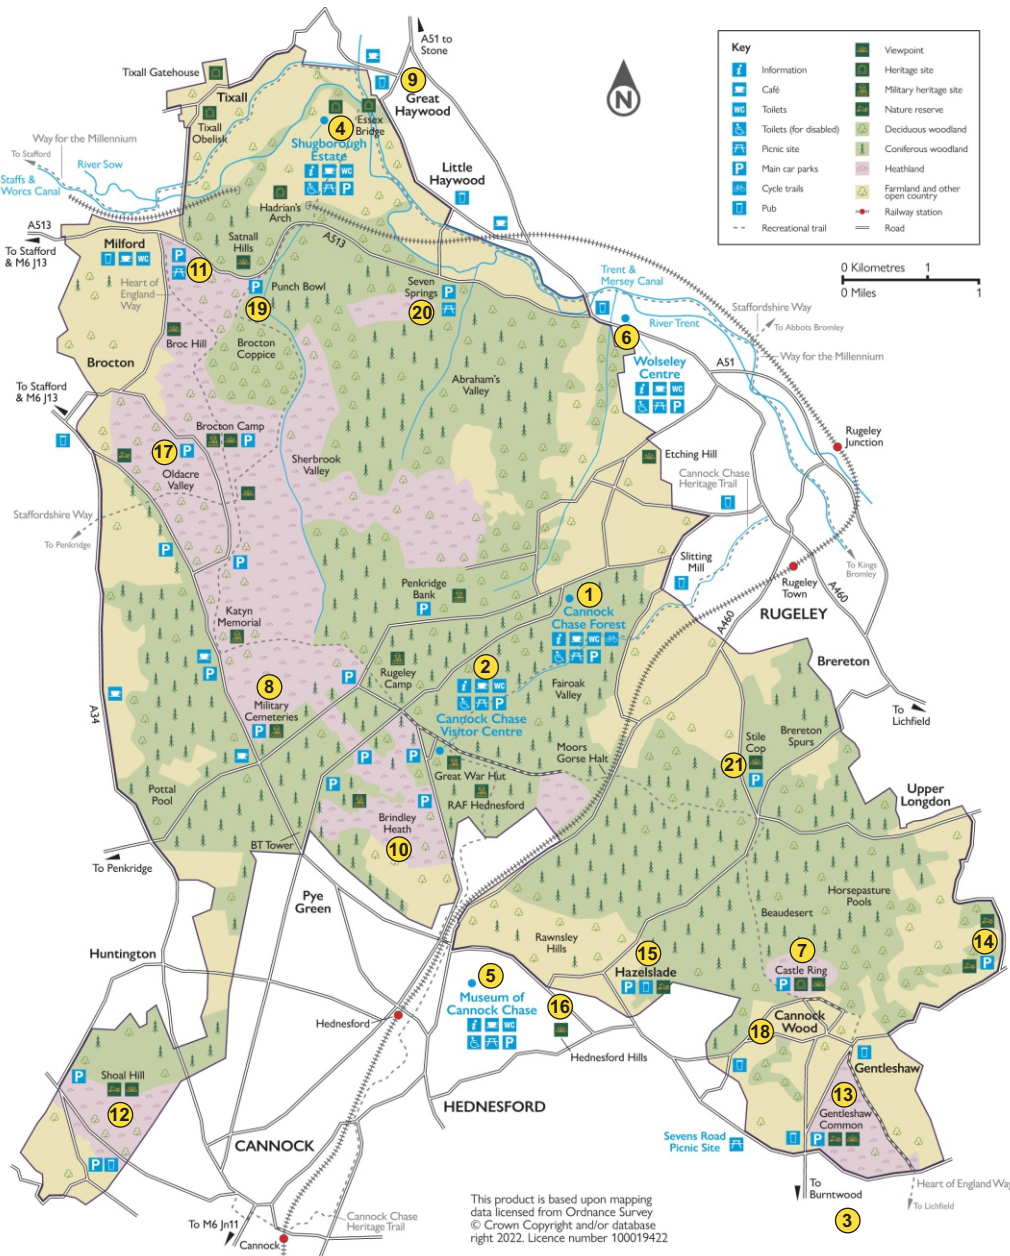 A51 to
Stone
9
Great
Haywood
Tixall Gatehouse
Tixall
Tixall
Obelisk
Essex
Bridge
4
Shugborough
Estate
i
WC
P
Way for the Millennium
To Stafford
River Sow
Staffs &
Worcs Canal
Little
Haywood
Hadrian's
Arch
A513
To Stafford
& M6 J13
Milford
WC
P
11
Satnall
Hills
A513
Heart of
England
Way
P
Punch Bowl
19
Seven
Springs
P
20
Trent &
Mersey Canal
River Trent
Staffordshire Way
To Abbots Bromley
Way for the Millennium
6
Wolseley
Centre
i
WC
P
A51
Broc Hill
Brocton
Coppice
Brocton
Abraham's
Valley
To Stafford
& M6 J13
Brocton Camp
P
17
P
Oldacre
Valley
Sherbrook
Valley
Etching Hill
Cannock Chase
Heritage Trail
Rugeley
Junction
Staffordshire Way
To Penkridge
P
P
Slitting
Mill
To Kings
Bromley
Rugeley
Town
A460
RUGELEY
A460
Penkridge
Bank
P
1
Cannock
Chase Forest
i
WC
P
Katyn
Memorial
Brereton
To
Lichfield
P
8
Military
Cemeteries
P
P
Rugeley
Camp
2
i
WC
P
Cannock Chase
Visitor Centre
Fairoak
Valley
A34
Moors
Gorse Halt
Stile
Cop
21
P
Brereton
Spurs
P
P
Great War Hut
P
P
RAF Hednesford
Pottal
Pool
Brindley
Heath
10
BT Tower
Upper
Longdon
To Penkridge
Pye
Green
Horsepasture
Pools
Beaudesert
Huntington
Rawnsley
Hills
15
Hazelslade
P
7
Castle Ring
P
14
P
5
Museum of
Cannock Chase
i
WC
P
16
Hednesford Hills
Hednesford
18
Cannock
Wood
Gentleshaw
P
Shoal Hill
12
P
HEDNESFORD
CANNOCK
13
Gentleshaw
Common
P
Sevens Road
Picnic Site
To
Burntwood
3
Heart of England Way
To Lichfield
To M6 Jn11
Cannock
Cannock Chase
Heritage Trail
This product is based upon mapping
data licensed from Ordnance Survey
© Crown Copyright and/or database
right 2022. Licence number 100019422
N
Key
i Information
Café
WC Toilets
Toilets (for disabled)
Picnic site
P Main car parks
Cycle trails
Pub
Recreational trail
Viewpoint
Heritage site
Military heritage site
Nature reserve
Deciduous woodland
Coniferous woodland
Heathland
Farmland and other
open country
Railway station
Road
0 Kilometres 1
0 Miles 1